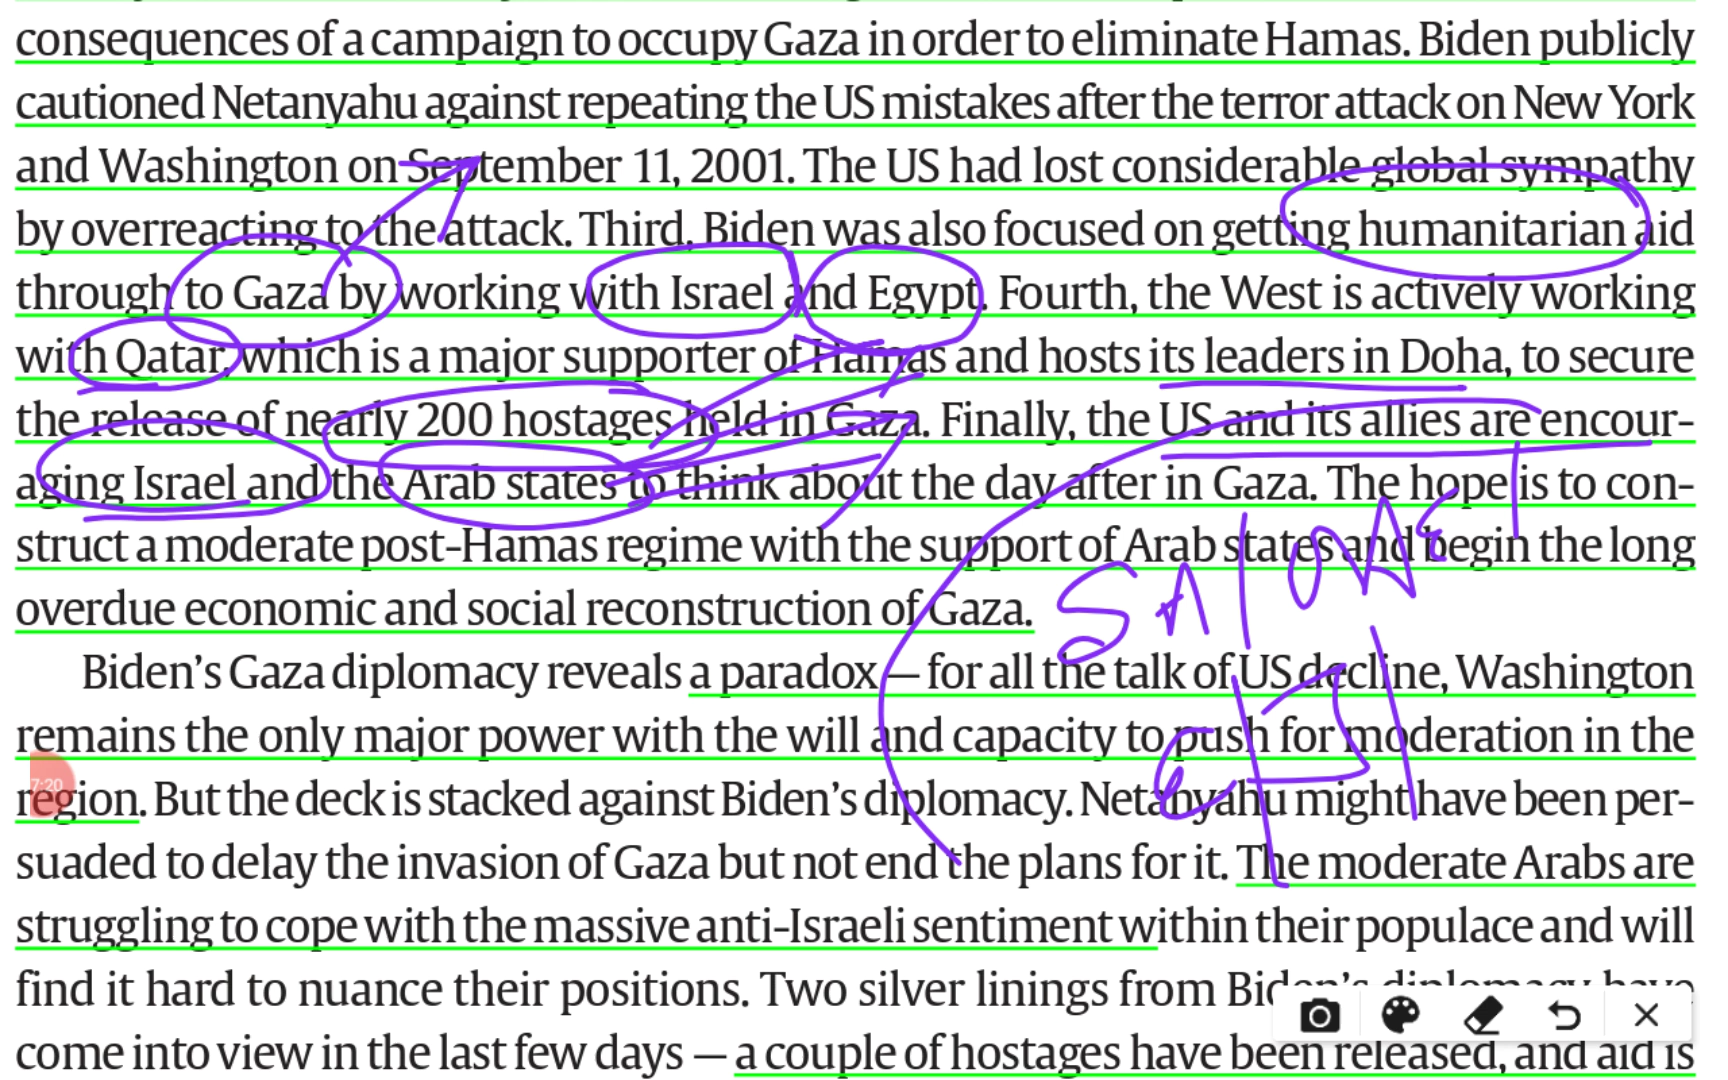 consequences of a campaign to occupy Gaza in order to eliminate Hamas. Biden publicly
cautioned Netanyahu against repeating the US mistakes after the terror attack on New York
and Washington on September 11, 2001. The US had lost considerable global sympathy
by overreacting to the attack. Third, Biden was also focused on getting humanitarian aid
through to Gaza by working with Israel and Egypt. Fourth, the West is actively working
with Qatar, which is a major supporter of Hamas and hosts its leaders in Doha, to secure
the release of nearly 200 hostages held in Gaza. Finally, the US and its allies are encour-
aging Israel and the Arab states to think about the day after in Gaza. The hope is to con-
struct a moderate post-Hamas regime with the support of Arab states and begin the long
overdue economic and social reconstruction of Gaza.
Biden's Gaza diplomacy reveals a paradox — for all the talk of US decline, Washington
remains the only major power with the will and capacity to push for moderation in the
7:20
region. But the deck is stacked against Biden's diplomacy. Netanyahu might have been per-
suaded to delay the invasion of Gaza but not end the plans for it. The moderate Arabs are
struggling to cope with the massive anti-Israeli sentiment within their populace and will
find it hard to nuance their positions. Two silver linings from Biden's diplomacy have
come into view in the last few days — a couple of hostages have been released, and aid is